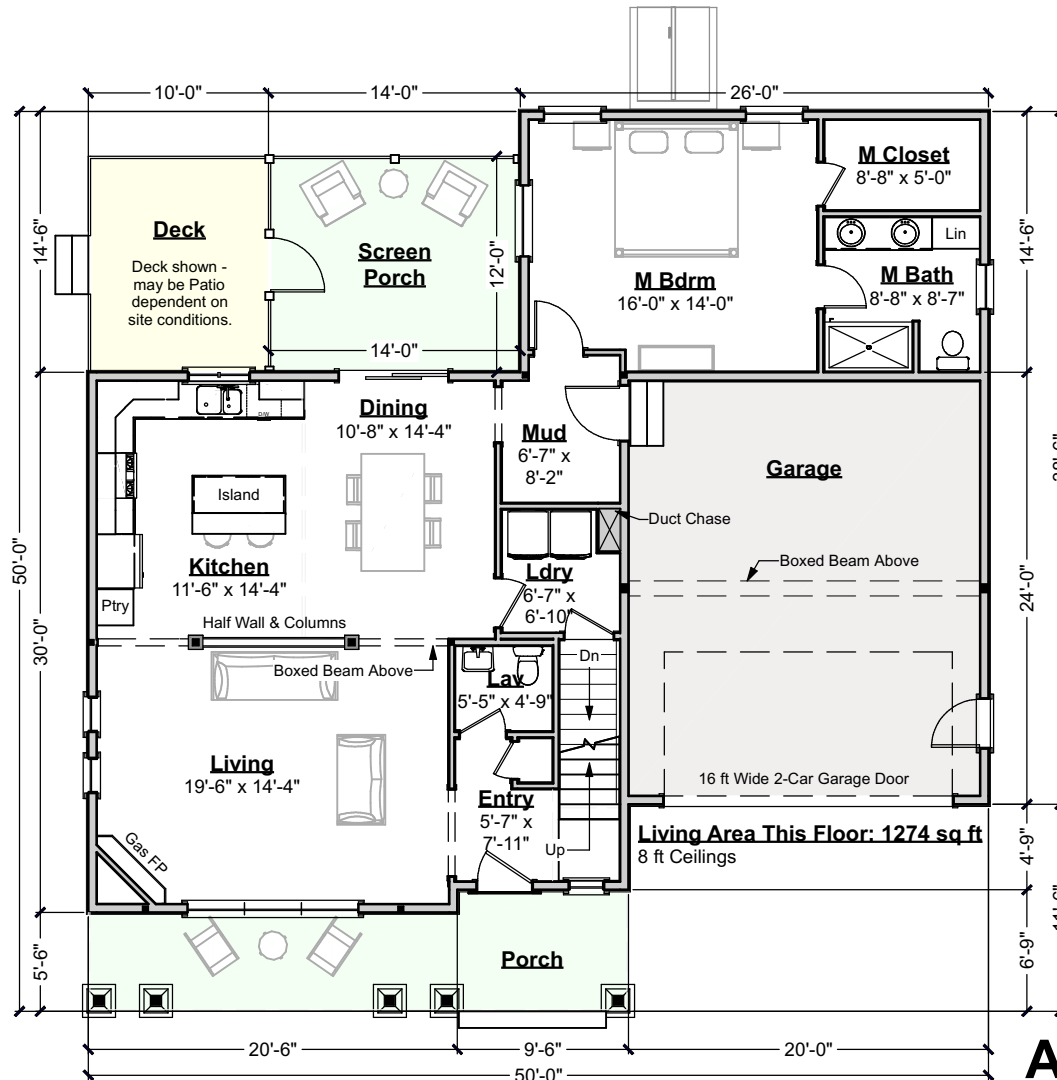 10'-0"
14'-0"
26'-0"
M Closet
8'-8" x 5'-0"
Lin
Deck
Deck shown -
may be Patio
dependent on
site conditions.
Screen
Porch
12'-0"
14'-0"
M Bdrm
16'-0" x 14'-0"
M Bath
8'-8" x 8'-7"
14'-6"
14'-6"
Dining
10'-8" x 14'-4"
D/W
Mud
6'-7" x
8'-2"
Garage
Island
Duct Chase
Boxed Beam Above
Kitchen
11'-6" x 14'-4"
Ptry
Ldry
6'-7" x
6'-10"
Half Wall & Columns
Boxed Beam Above
Dn
Lav
5'-5" x 4'-9"
50'-0"
30'-0"
24'-0"
Living
19'-6" x 14'-4"
16 ft Wide 2-Car Garage Door
Entry
5'-7" x
7'-11"
Up
Gas FP
Living Area This Floor: 1274 sq ft
8 ft Ceilings
4'-9"
5'-6"
Porch
6'-9"
20'-6"
9'-6"
20'-0"
50'-0"
A